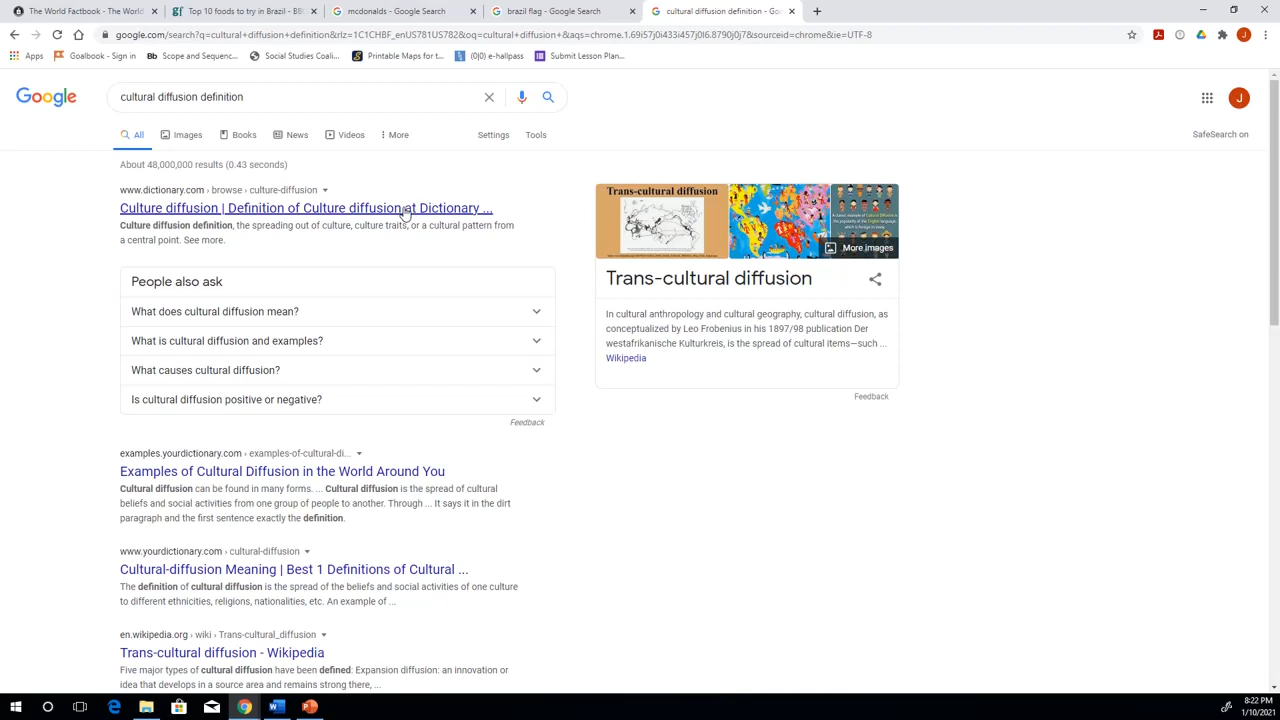 The World Factbook - The World
Top 10 foods to try in Brazil - BBC
mcdonalds - Google Search
brazil flag - Google Search
cultural diffusion definition - Goo
google.com/search?q=cultural+diffusion+definition&rlz=1C1CHBF_enUS781US782&oq=cultural+diffusion+&aqs=chrome.1.69i57j0i433i457j0l6.8790j0j7&sourceid=chrome&ie=UTF-8
Apps
Goalbook - Sign in
Bb Scope and Sequenc...
Social Studies Coali...
Printable Maps for t...
(0|0) e-hallpass
Submit Lesson Plan...
Google
cultural diffusion definition
J
All Images Books News Videos More Settings Tools
SafeSearch on
About 48,000,000 results (0.43 seconds)
www.dictionary.com › browse › culture-diffusion
Culture diffusion | Definition of Culture diffusion at Dictionary ...
Culture diffusion definition, the spreading out of culture, culture traits, or a cultural pattern from
a central point. See more.
People also ask
What does cultural diffusion mean?
What is cultural diffusion and examples?
What causes cultural diffusion?
Is cultural diffusion positive or negative?
Feedback
examples.yourdictionary.com › examples-of-cultural-di...
Examples of Cultural Diffusion in the World Around You
Cultural diffusion can be found in many forms. ... Cultural diffusion is the spread of cultural
beliefs and social activities from one group of people to another. Through ... It says it in the dirt
paragraph and the first sentence exactly the definition.
www.yourdictionary.com › cultural-diffusion
Cultural-diffusion Meaning | Best 1 Definitions of Cultural ...
The definition of cultural diffusion is the spread of the beliefs and social activities of one culture
to different ethnicities, religions, nationalities, etc. An example of ...
en.wikipedia.org › wiki › Trans-cultural_diffusion
Trans-cultural diffusion - Wikipedia
Five major types of cultural diffusion have been defined: Expansion diffusion: an innovation or
idea that develops in a source area and remains strong there, ...
Trans-cultural diffusion
More images
Trans-cultural diffusion
In cultural anthropology and cultural geography, cultural diffusion, as
conceptualized by Leo Frobenius in his 1897/98 publication Der
westafrikanische Kulturkreis, is the spread of cultural items—such ...
Wikipedia
Feedback
8:22 PM
1/10/2021